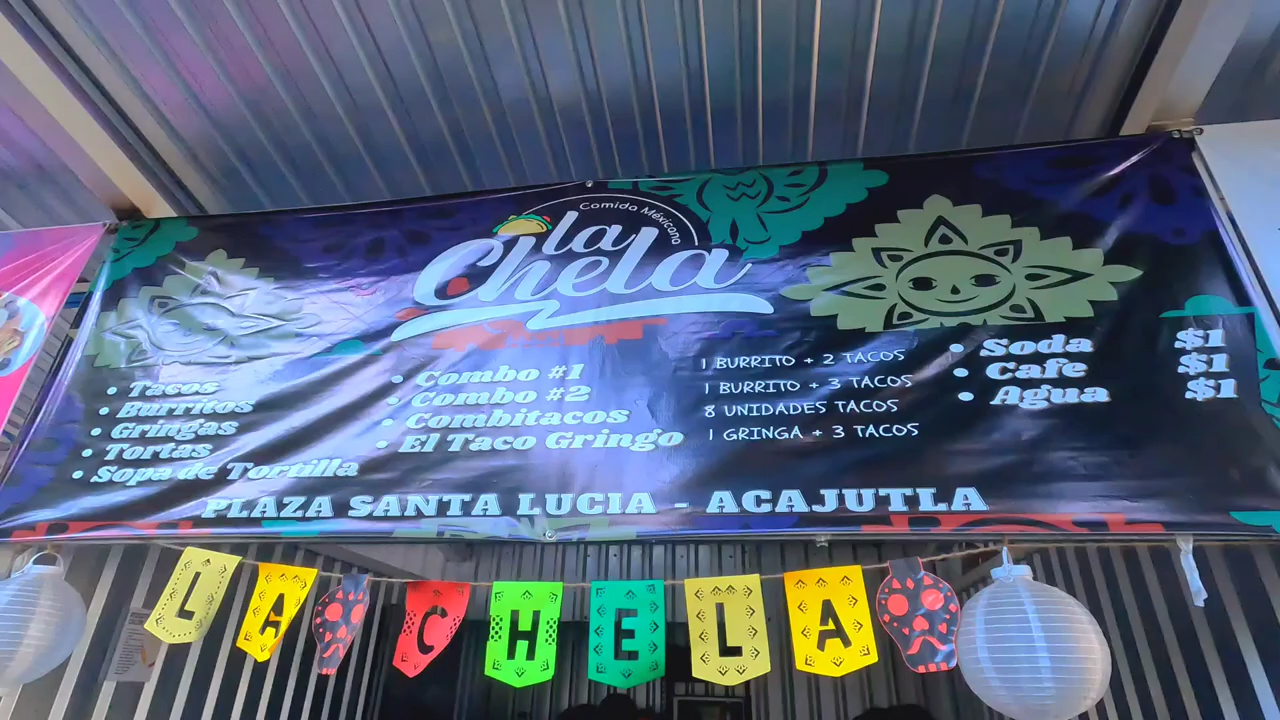 Comida Méxicana
la
Chela
• Tacos
• Burritos
• Gringas
• Tortas
• Sopa de Tortilla
• Combo #1
• Combo #2
• Combitacos
• El Taco Gringo
1 BURRITO + 2 TACOS
1 BURRITO + 3 TACOS
8 UNIDADES TACOS
1 GRINGA + 3 TACOS
• Soda $1
• Cafe $1
• Agua $1
PLAZA SANTA LUCIA - ACAJUTLA
LA CHELA